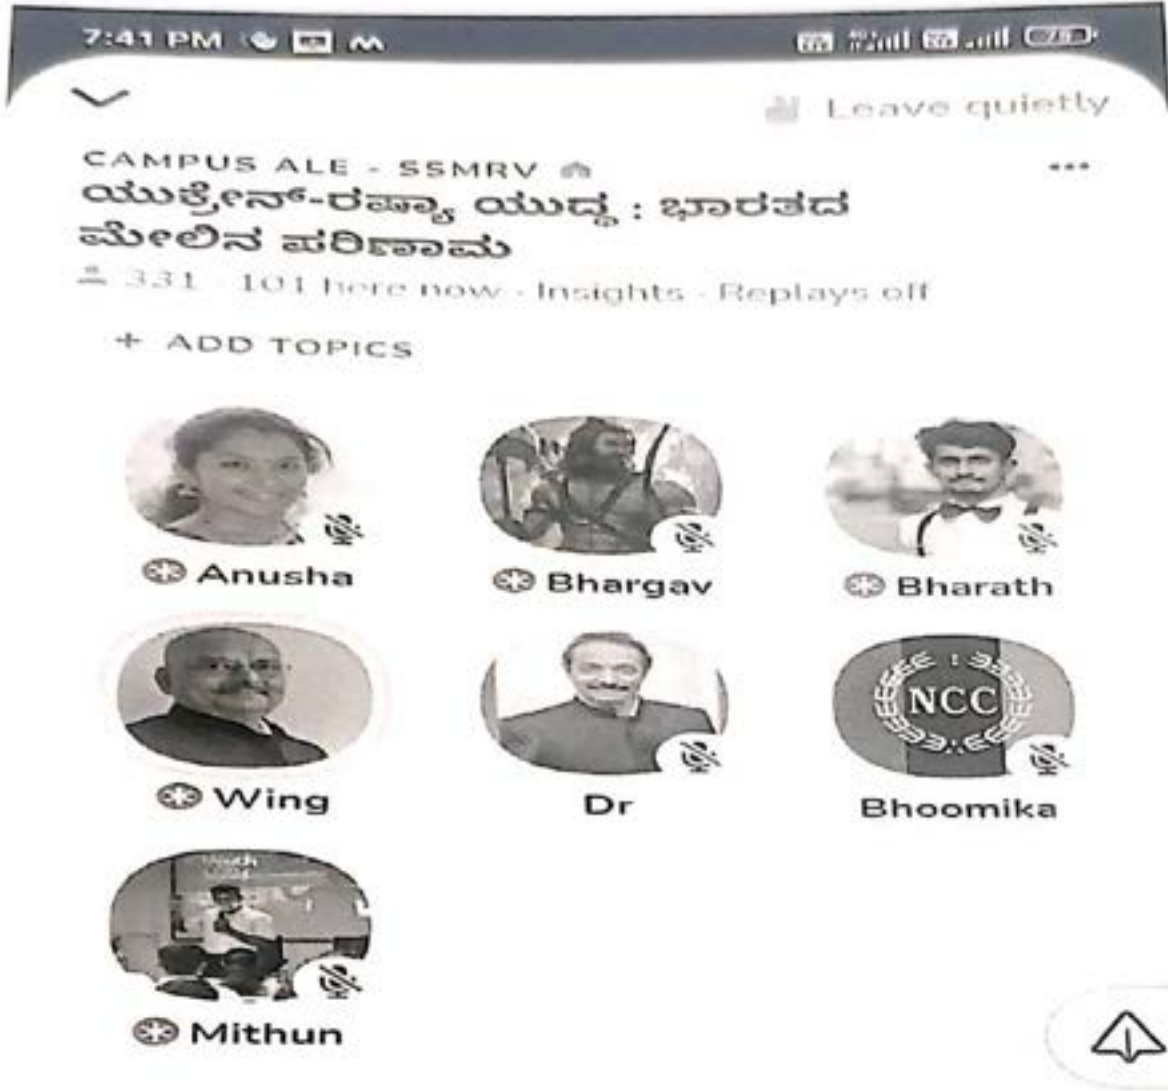 7:41 PM
Leave quietly
CAMPUS ALE - SSMRV
ಯುಕ್ರೇನ್-ರಷ್ಯಾ ಯುದ್ಧ : ಭಾರತದ
ಮೇಲಿನ ಪರಿಣಾಮ
331 · 101 here now · Insights · Replays off
+ ADD TOPICS
Anusha
Bhargav
Bharath
NCC
Wing
Dr
Bhoomika
Mithun